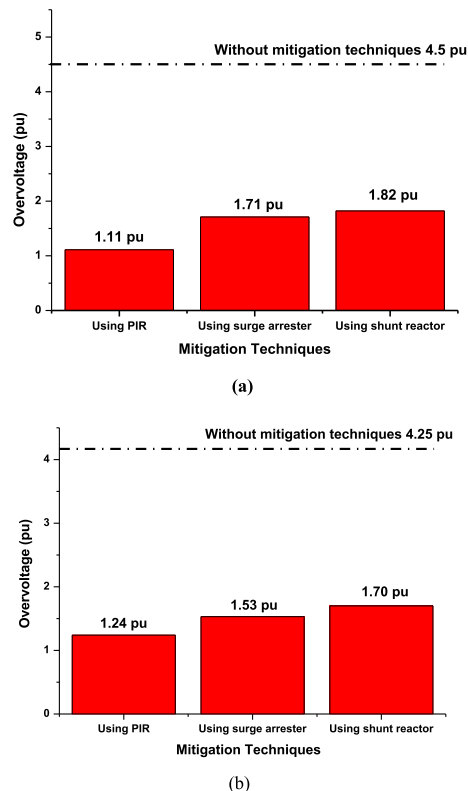 Without mitigation techniques 4.5 pu
5
4
3
2
1
0
Overvoltage (pu)
1.11 pu
1.71 pu
1.82 pu
Using PIR
Using surge arrester
Using shunt reactor
Mitigation Techniques
(a)
Without mitigation techniques 4.25 pu
4
3
2
1
0
Overvoltage (pu)
1.24 pu
1.53 pu
1.70 pu
Using PIR
Using surge arrester
Using shunt reactor
Mitigation Techniques
(b)